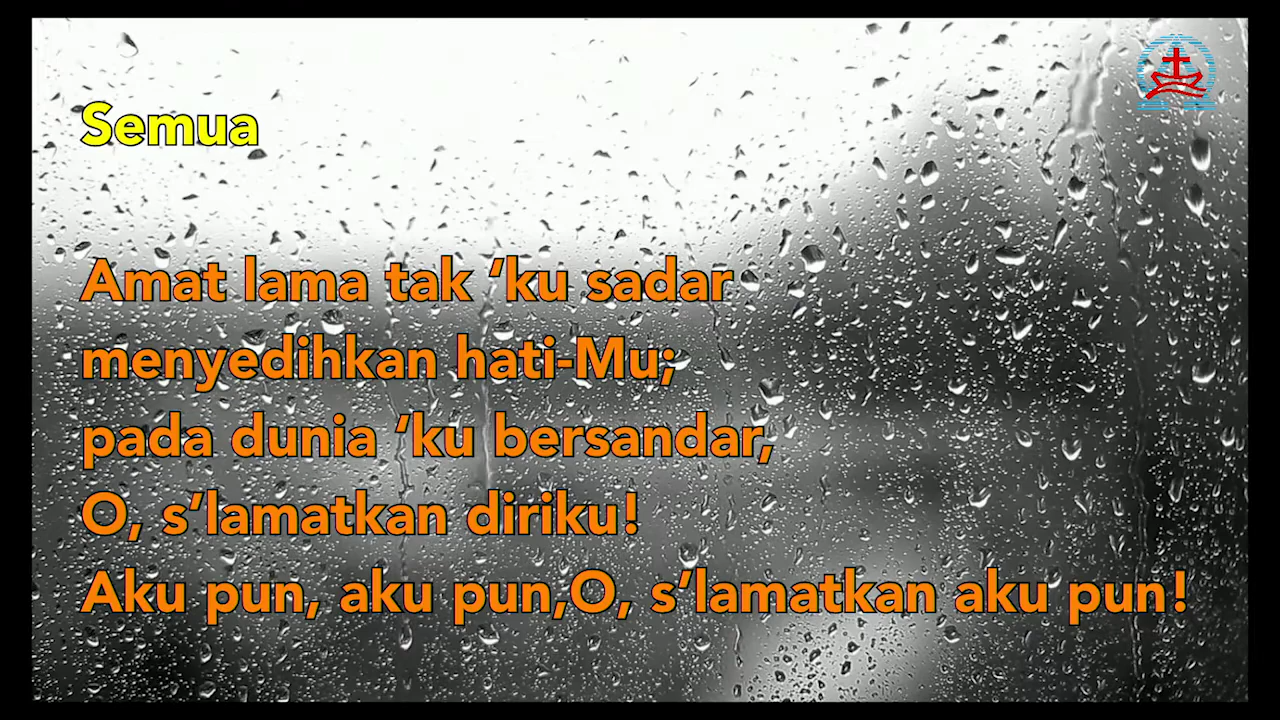 Semua
Amat lama tak ‘ku sadar
menyedihkan hati-Mu;
pada dunia ‘ku bersandar,
O, s’lamatkan diriku!
Aku pun, aku pun,O, s’lamatkan aku pun!